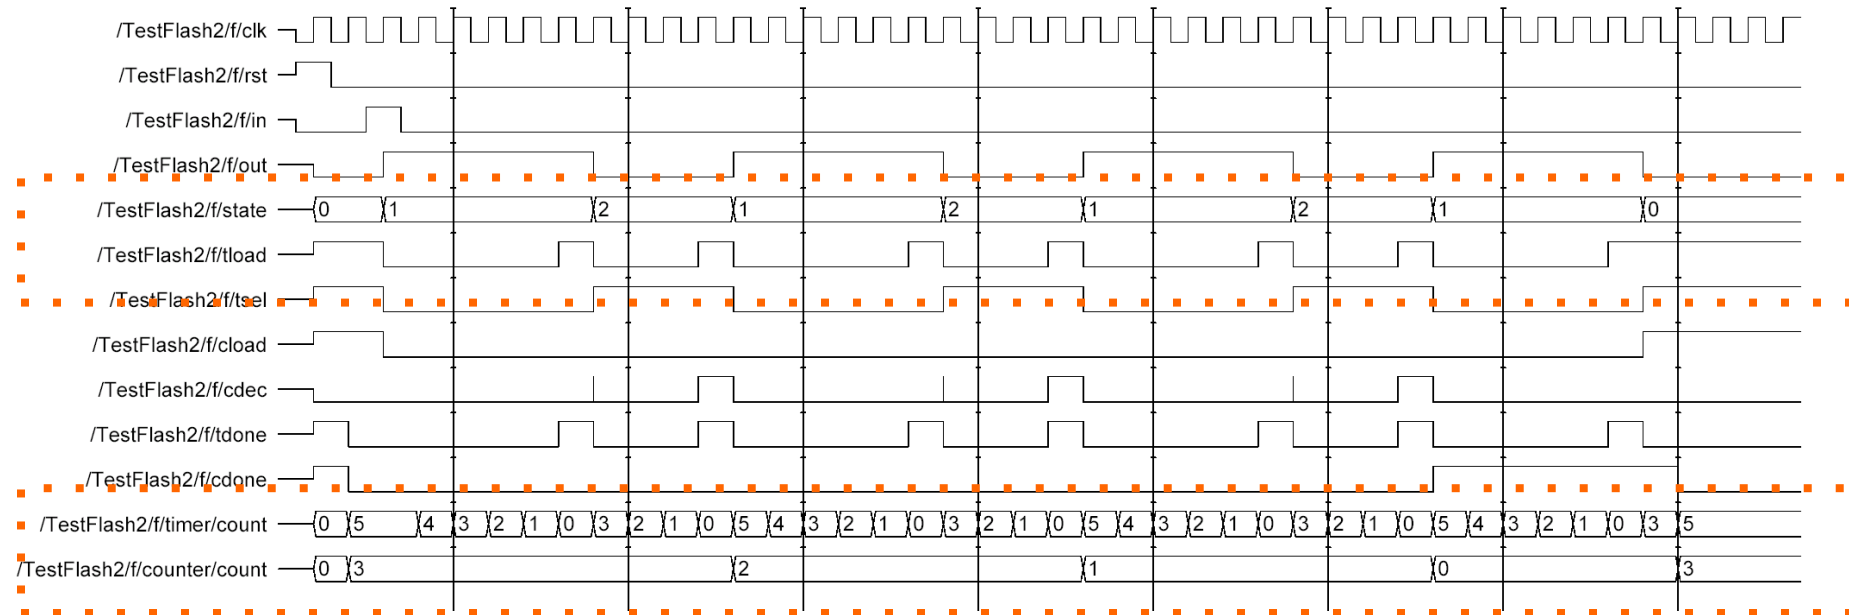 /TestFlash2/f/clk
/TestFlash2/f/rst
/TestFlash2/f/in
/TestFlash2/f/out
/TestFlash2/f/state 0 1 2 1 2 1 2 1 0
/TestFlash2/f/tload
/TestFlash2/f/tsel
/TestFlash2/f/cload
/TestFlash2/f/cdec
/TestFlash2/f/tdone
/TestFlash2/f/cdone
/TestFlash2/f/timer/count 0 5 4 3 2 1 0 3 2 1 0 5 4 3 2 1 0 3 2 1 0 5 4 3 2 1 0 3 2 1 0 5 4 3 2 1 0 3 5
/TestFlash2/f/counter/count 0 3 2 1 0 3